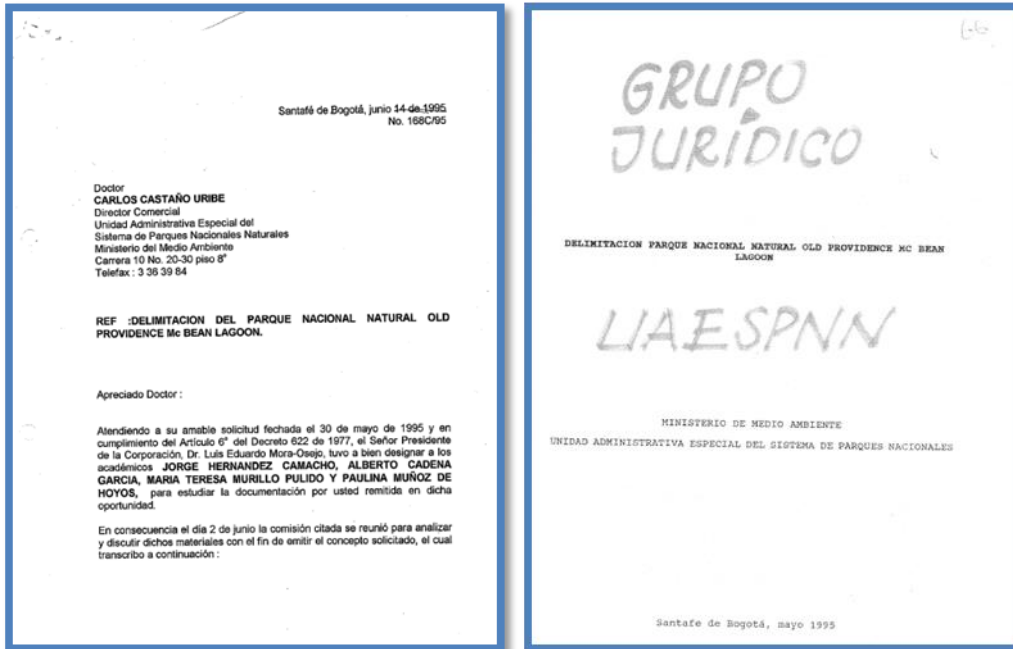 Santafé de Bogotá, junio 14 de 1995
No. 168C/95
Doctor
CARLOS CASTAÑO URIBE
Director Comercial
Unidad Administrativa Especial del
Sistema de Parques Nacionales Naturales
Ministerio del Medio Ambiente
Carrera 10 No. 20-30 piso 8°
Telefax : 3 36 39 84
REF :DELIMITACION DEL PARQUE NACIONAL NATURAL OLD
PROVIDENCE Mc BEAN LAGOON.
Apreciado Doctor :
Atendiendo a su amable solicitud fechada el 30 de mayo de 1995 y en
cumplimiento del Artículo 6° del Decreto 622 de 1977, el Señor Presidente
de la Corporación, Dr. Luis Eduardo Mora-Osejo, tuvo a bien designar a los
académicos JORGE HERNANDEZ CAMACHO, ALBERTO CADENA
GARCIA, MARIA TERESA MURILLO PULIDO Y PAULINA MUÑOZ DE
HOYOS, para estudiar la documentación por usted remitida en dicha
oportunidad.
En consecuencia el día 2 de junio la comisión citada se reunió para analizar
y discutir dichos materiales con el fin de emitir el concepto solicitado, el cual
transcribo a continuación :
GRUPO
JURÍDICO
DELIMITACION PARQUE NACIONAL NATURAL OLD PROVIDENCE MC BEAN
LAGOON
UAESPNN
MINISTERIO DE MEDIO AMBIENTE
UNIDAD ADMINISTRATIVA ESPECIAL DEL SISTEMA DE PARQUES NACIONALES
Santafe de Bogotá, mayo 1995